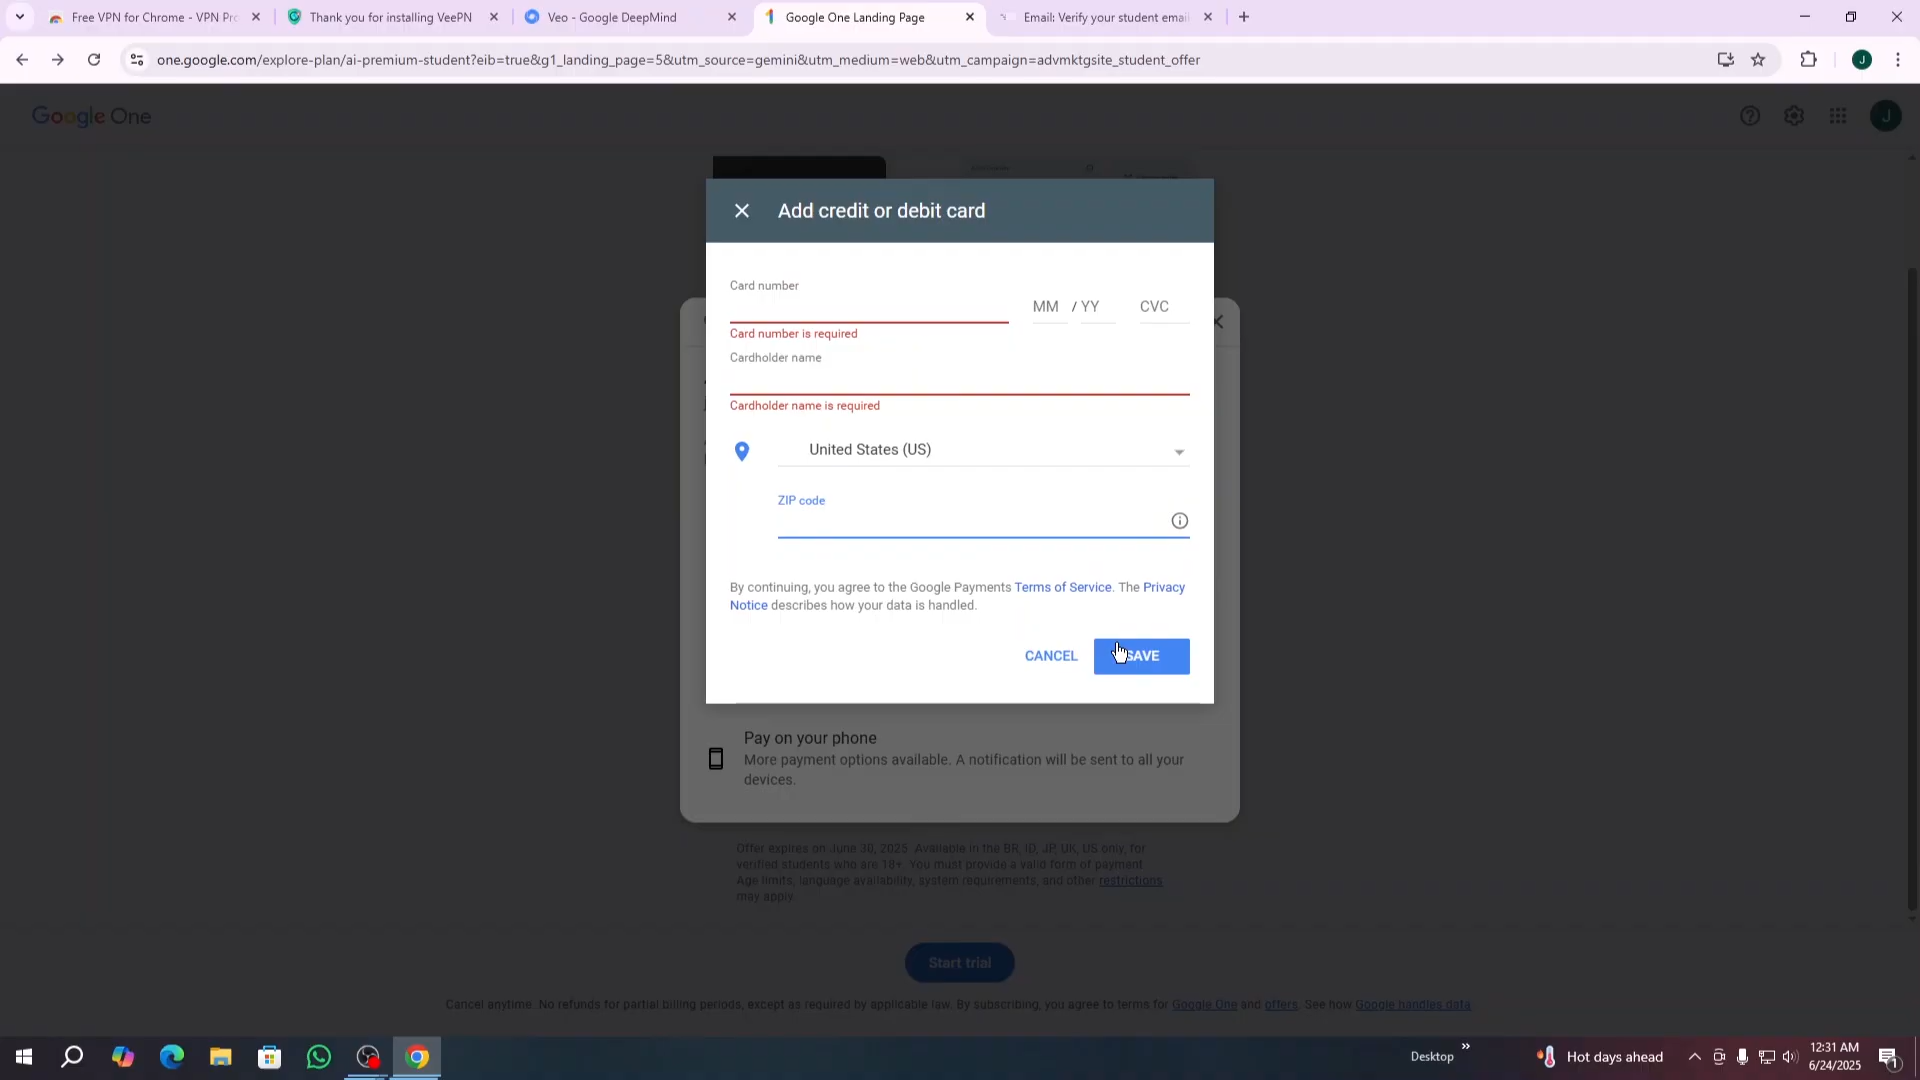 Free VPN for Chrome - VPN Pro
Thank you for installing VeePN
Veo - Google DeepMind
Google One Landing Page
Email: Verify your student email
one.google.com/explore-plan/ai-premium-student?eib=true&g1_landing_page=5&utm_source=gemini&utm_medium=web&utm_campaign=advmktgsite_student_offer
J
Google One
J
Add credit or debit card
Card number
MM / YY
CVC
Card number is required
Cardholder name
Cardholder name is required
United States (US)
ZIP code
By continuing, you agree to the Google Payments Terms of Service. The Privacy
Notice describes how your data is handled.
CANCEL
SAVE
Pay on your phone
More payment options available. A notification will be sent to all your
devices.
Offer expires on June 30, 2025. Available in the BR, ID, JP, UK, US only, for
verified students who are 18+. You must provide a valid form of payment.
Age limits, language availability, system requirements, and other restrictions
may apply.
Start trial
Cancel anytime. No refunds for partial billing periods, except as required by applicable law. By subscribing, you agree to terms for Google One and offers. See how Google handles data
Desktop
Hot days ahead
12:31 AM
6/24/2025
1